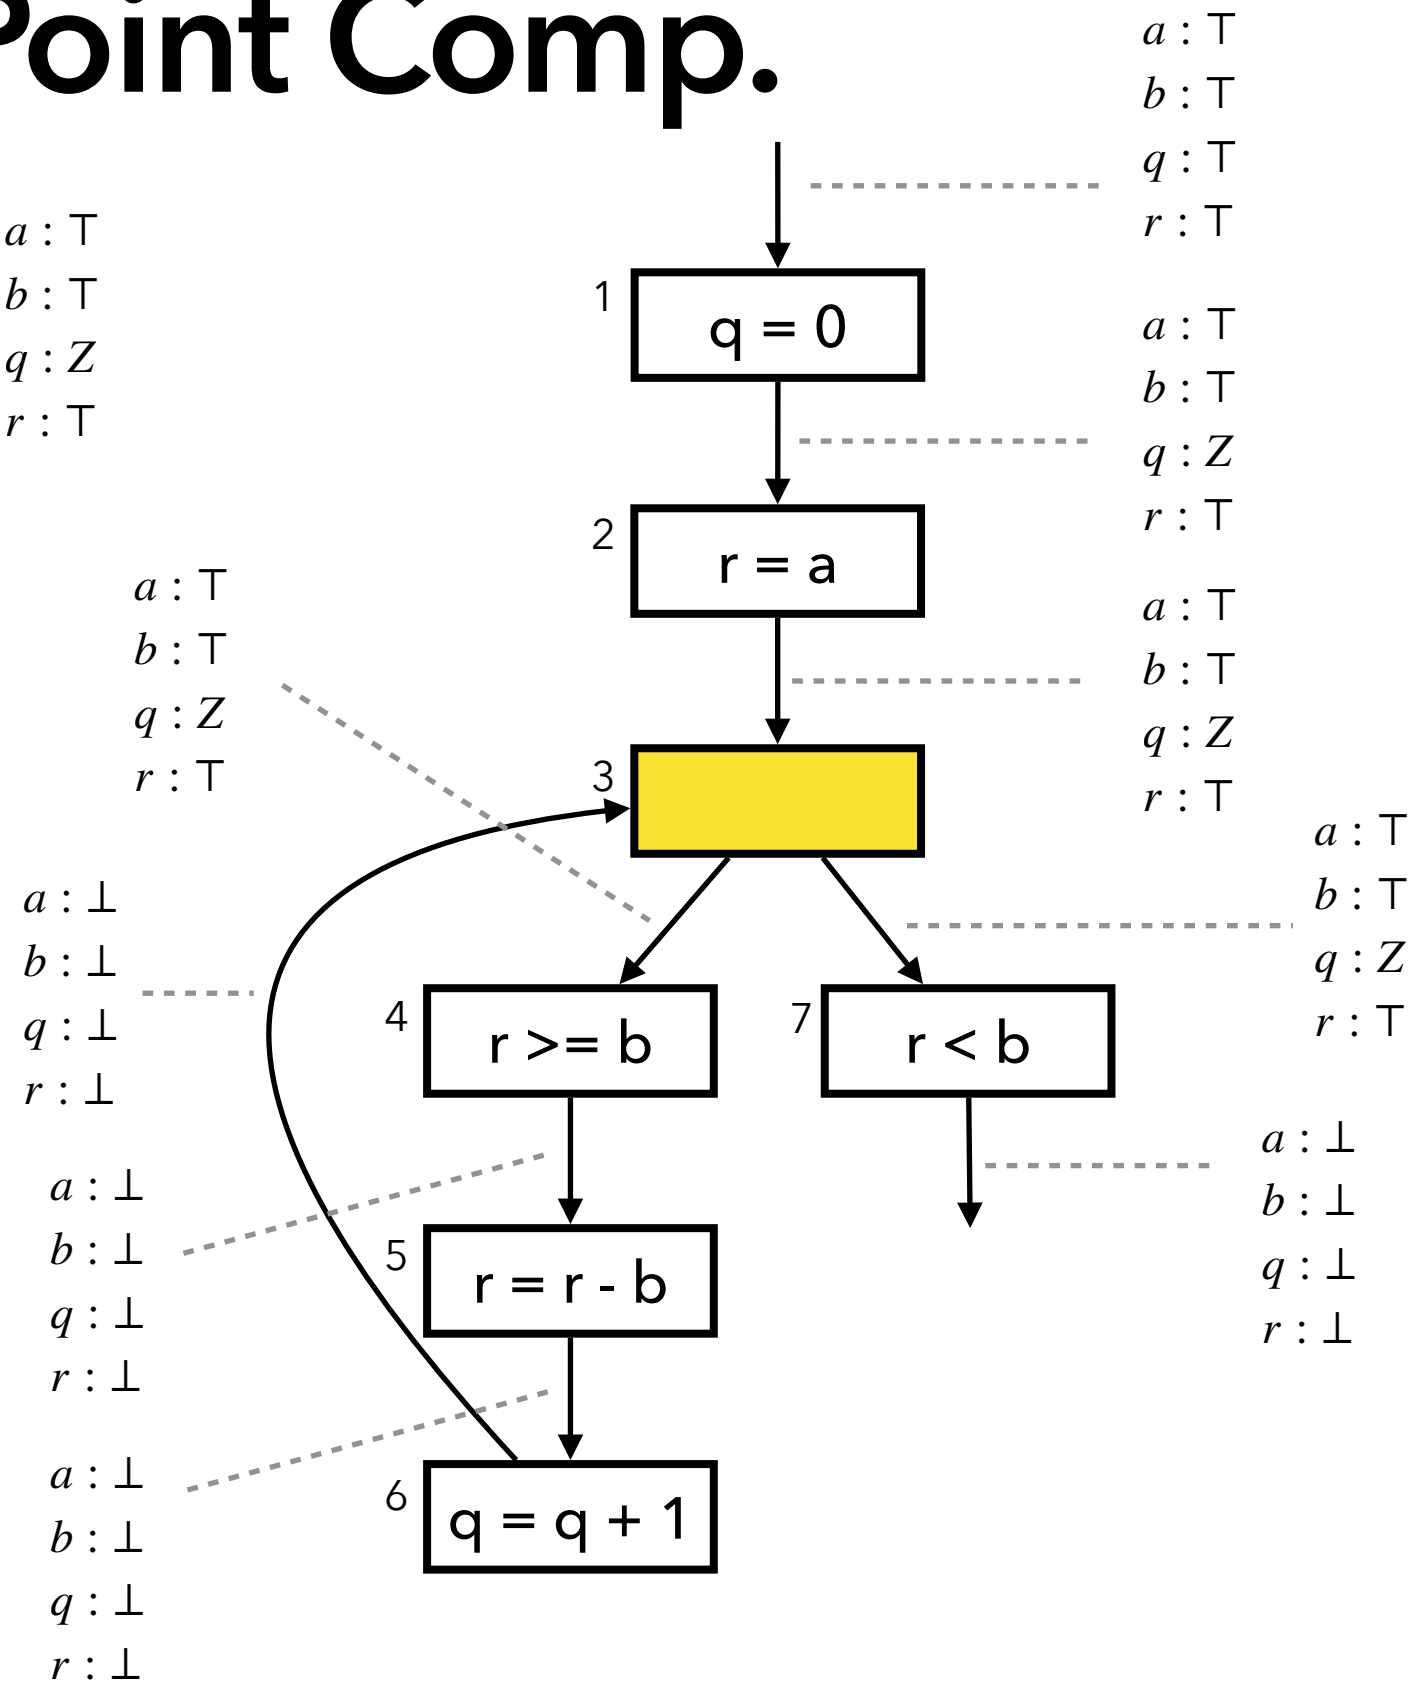 Point Comp.
a : ⊤
b : ⊤
q : ⊤
r : ⊤
a : ⊤
b : ⊤
q : Z
r : ⊤
1
q = 0
a : ⊤
b : ⊤
q : Z
r : ⊤
2
r = a
a : ⊤
b : ⊤
q : Z
r : ⊤
a : ⊤
b : ⊤
q : Z
r : ⊤
3
a : ⊤
b : ⊤
q : Z
r : ⊤
a : ⊥
b : ⊥
q : ⊥
r : ⊥
4
r >= b
7
r < b
a : ⊥
b : ⊥
q : ⊥
r : ⊥
a : ⊥
b : ⊥
q : ⊥
r : ⊥
5
r = r - b
a : ⊥
b : ⊥
q : ⊥
r : ⊥
6
q = q + 1